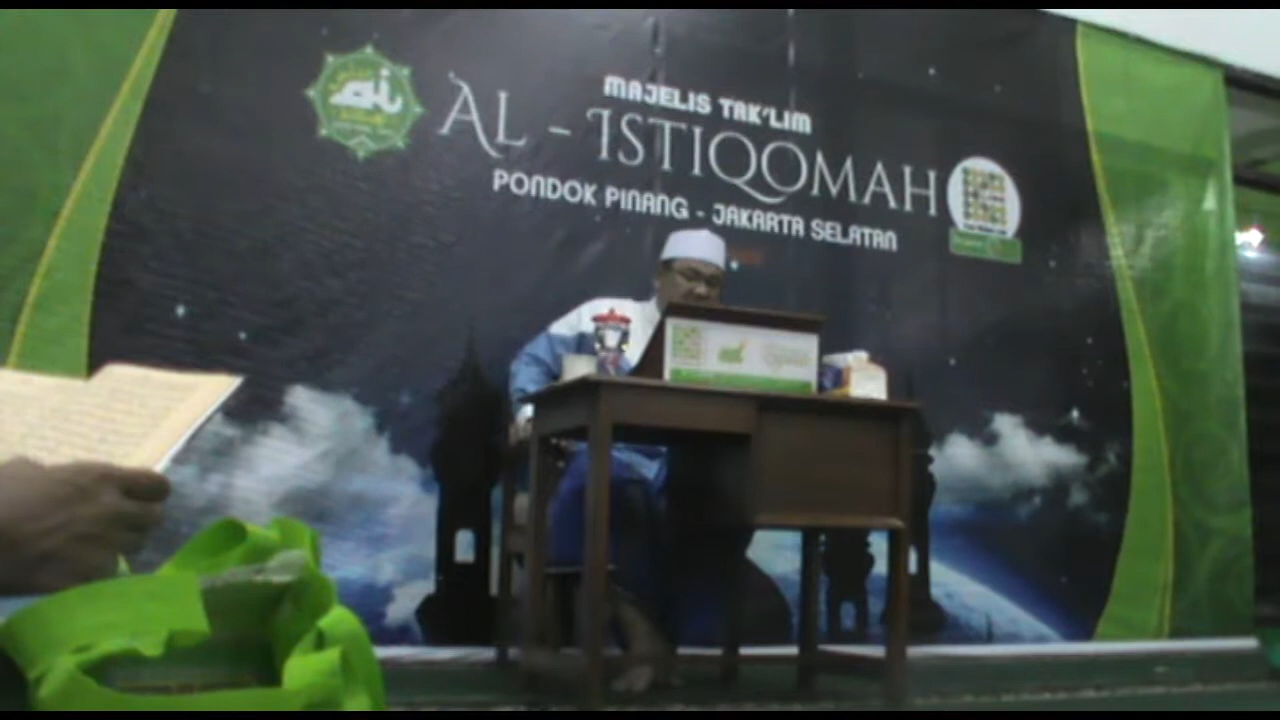 MAJELIS TAK'LIM
AL - ISTIQOMAH
PONDOK PINANG - JAKARTA SELATAN